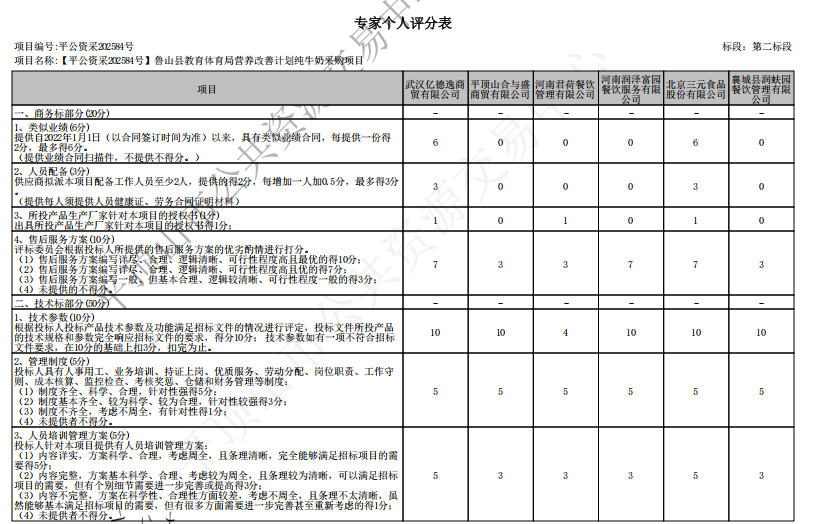 专家个人评分表
项目编号:平公资采202584号
标段: 第二标段
项目名称:【平公资采202584号】鲁山县教育体育局营养改善计划纯牛奶采购项目
项目 武汉亿德逸商贸有限公司 平顶山合与盛商贸有限公司 河南君荷餐饮管理有限公司 河南润泽富园餐饮服务有限公司 北京三元食品股份有限公司 襄城县润蚨园餐饮管理有限公司
一、商务标部分(20分) - - - - - -
1、类似业绩(6分)
提供自2022年1月1日（以合同签订时间为准）以来，具有类似业绩合同，每提供一份得
2分，最多得6分。
（提供业绩合同扫描件，不提供不得分。）
6 0 0 0 6 0
2、人员配备(3分)
供应商拟派本项目配备工作人员至少2人，提供的得2分，每增加一人加0.5分，最多得3分
。
（提供每人须提供人员健康证、劳务合同证明材料）
3 0 0 0 3 0
3、所投产品生产厂家针对本项目的授权书(1分)
出具所投产品生产厂家针对本项目的授权书得1分;
1 0 1 0 1 0
4、售后服务方案(10分)
评标委员会根据投标人所提供的售后服务方案的优劣酌情进行打分。
（1）售后服务方案编写详尽、合理、逻辑清晰、可行性程度高且最优的得10分;
（2）售后服务方案编写详尽、合理、逻辑清晰、可行性程度高且优的得7分;
（3）售后服务方案编写一般、但基本合理、逻辑较清晰、可行性程度一般的得3分;
（4）未提供的不得分。
7 3 3 7 7 3
二、技术标部分(50分) - - - - - -
1、技术参数(10分)
根据投标人投标产品技术参数及功能满足招标文件的情况进行评定，投标文件所投产品
的技术规格和参数完全响应招标文件的要求，得分10分; 技术参数如有一项不符合招标
文件要求，在10分的基础上扣3分，扣完为止。
10 10 4 10 10 10
2、管理制度(5分)
投标人具有人事用工、业务培训、持证上岗、优质服务、劳动分配、岗位职责、工作守
则、成本核算、监控检查、考核奖惩、仓储和财务管理等制度:
（1）制度齐全、科学、合理，针对性强得5分;
（2）制度基本齐全、较为科学、较为合理，针对性较强得3分;
（3）制度不齐全，考虑不周全，有针对性得1分;
（4）未提供者不得分。
5 5 5 5 5 5
3、人员培训管理方案(5分)
投标人针对本项目提供有人员培训管理方案:
（1）内容详实，方案科学、合理，考虑周全，且条理清晰，完全能够满足招标项目的需
要得5分;
（2）内容完整，方案基本科学、合理、考虑较为周全，且条理较为清晰，可以满足招标
项目的需要，但有个别细节需要进一步完善或提高得3分;
（3）内容不完整，方案在科学性、合理性方面较差，考虑不周全，且条理不太清晰，虽
然能够基本满足招标项目的需要，但有很多方面需要进一步完善甚至重新考虑的得1分;
（4）未提供者不得分。
5 3 3 3 5 3